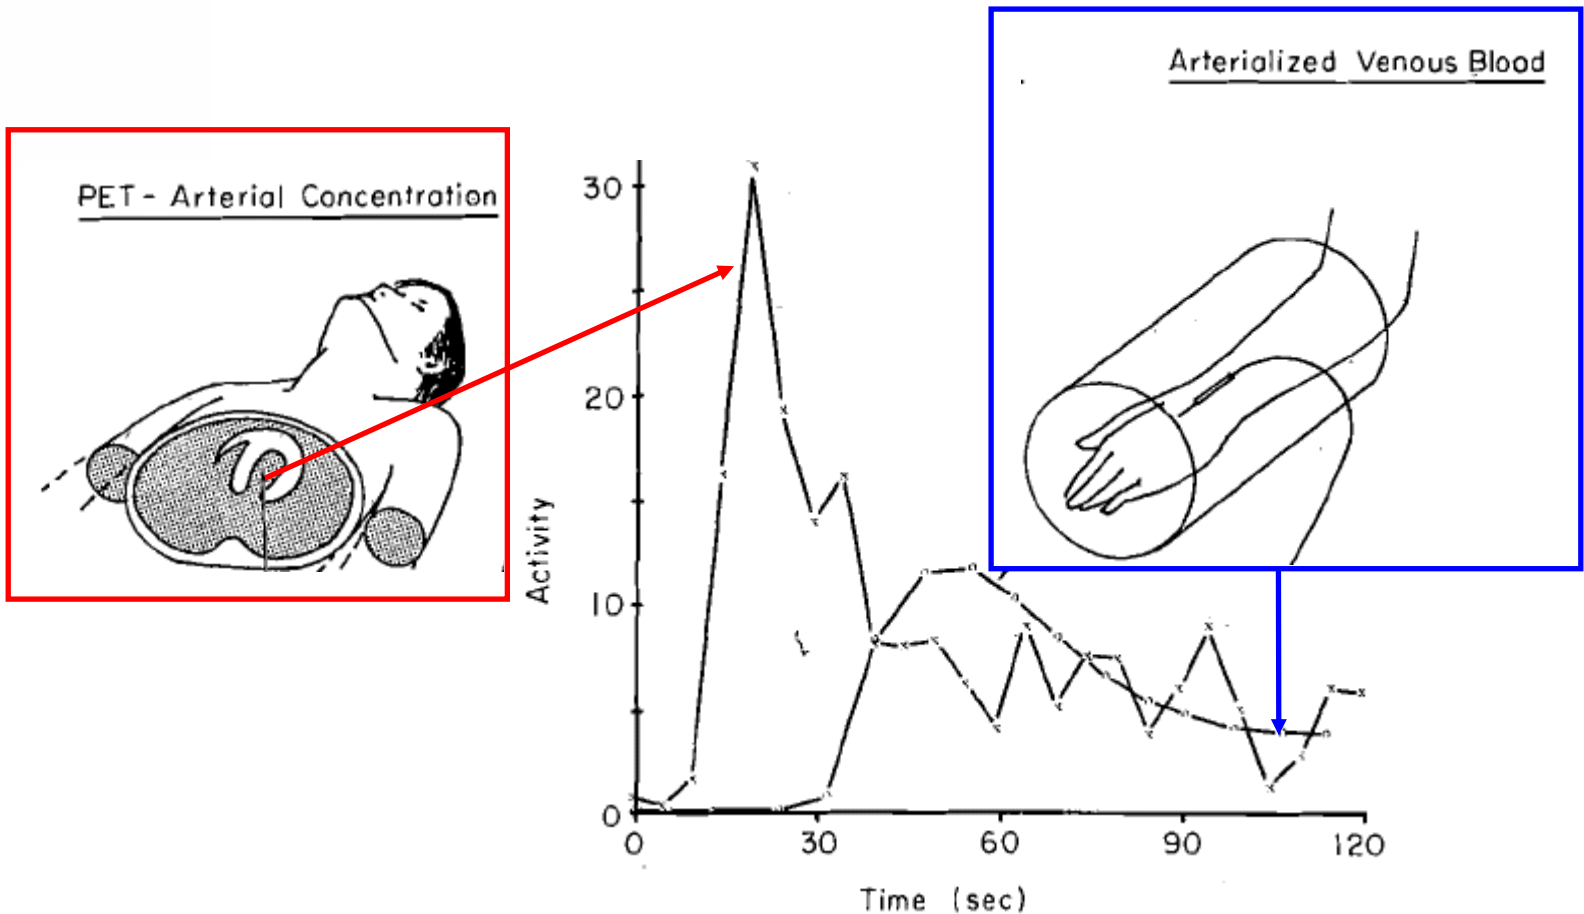 Arterialized Venous Blood
PET - Arterial Concentration
30
20
10
0
Activity
0 30 60 90 120
Time (sec)